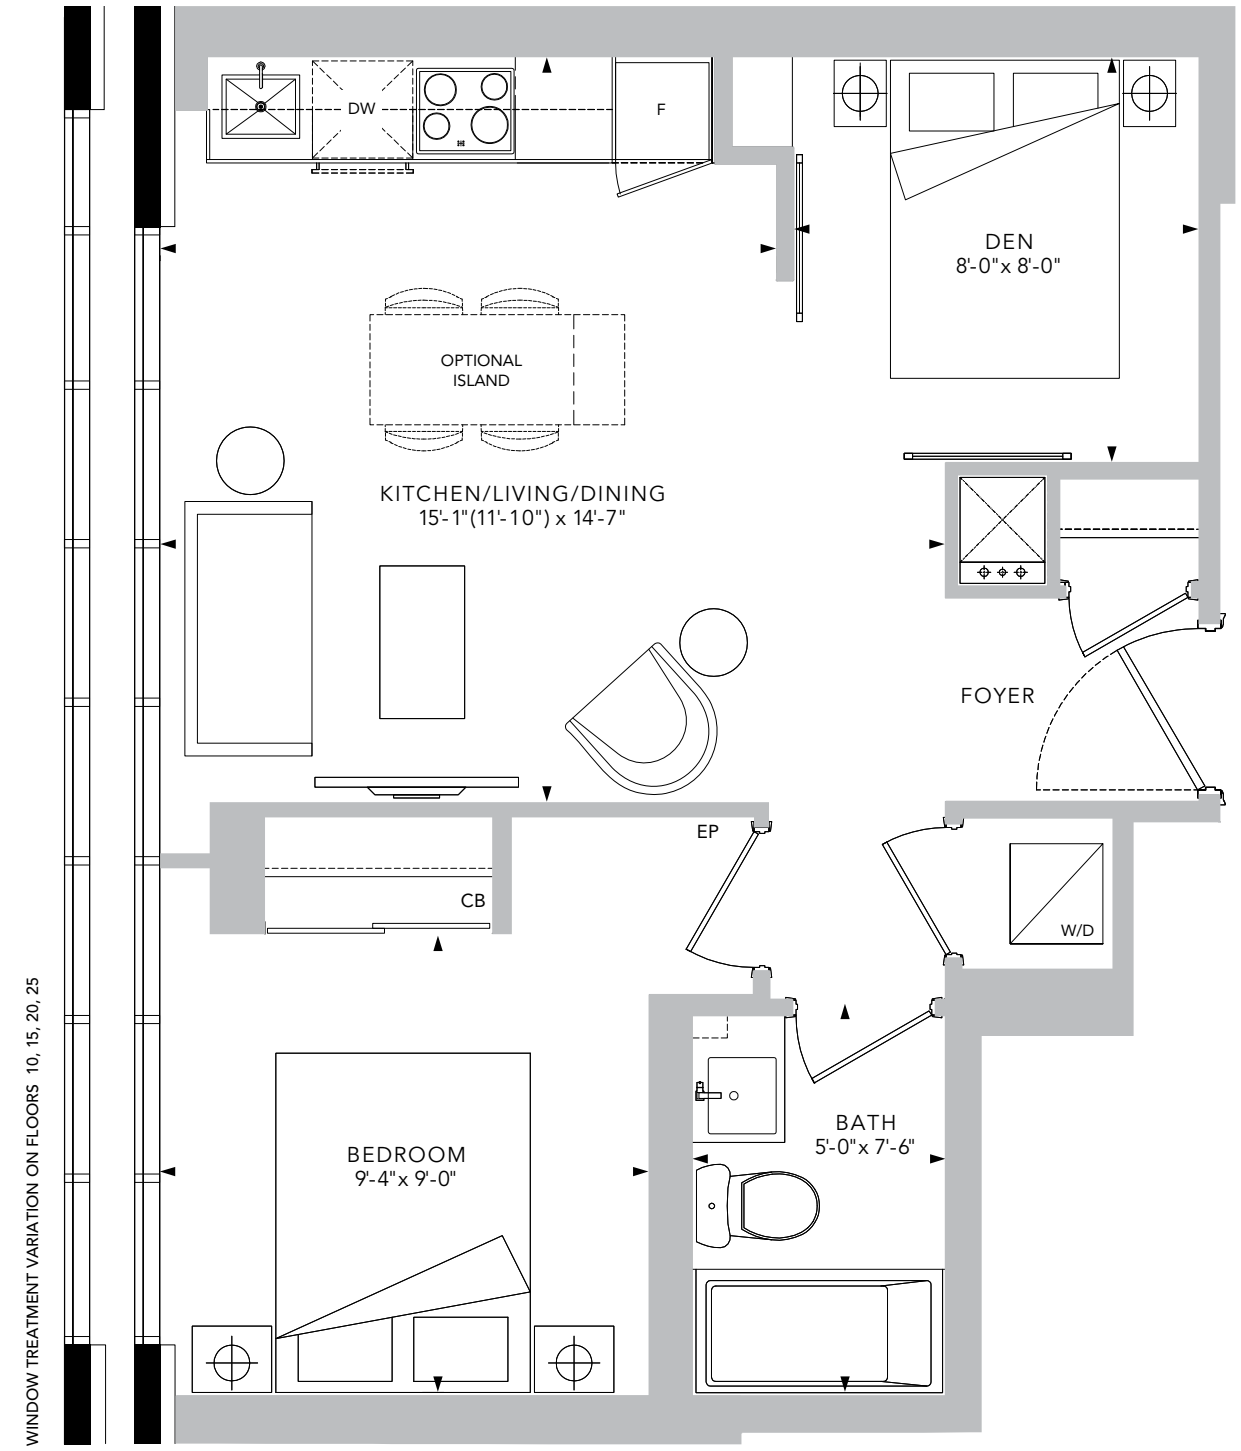 DW
F
DEN
8'-0"x 8'-0"
OPTIONAL
ISLAND
KITCHEN/LIVING/DINING
15'-1"(11'-10") x 14'-7"
FOYER
EP
CB
W/D
BATH
5'-0"x 7'-6"
BEDROOM
9'-4"x 9'-0"
WINDOW TREATMENT VARIATION ON FLOORS 10, 15, 20, 25